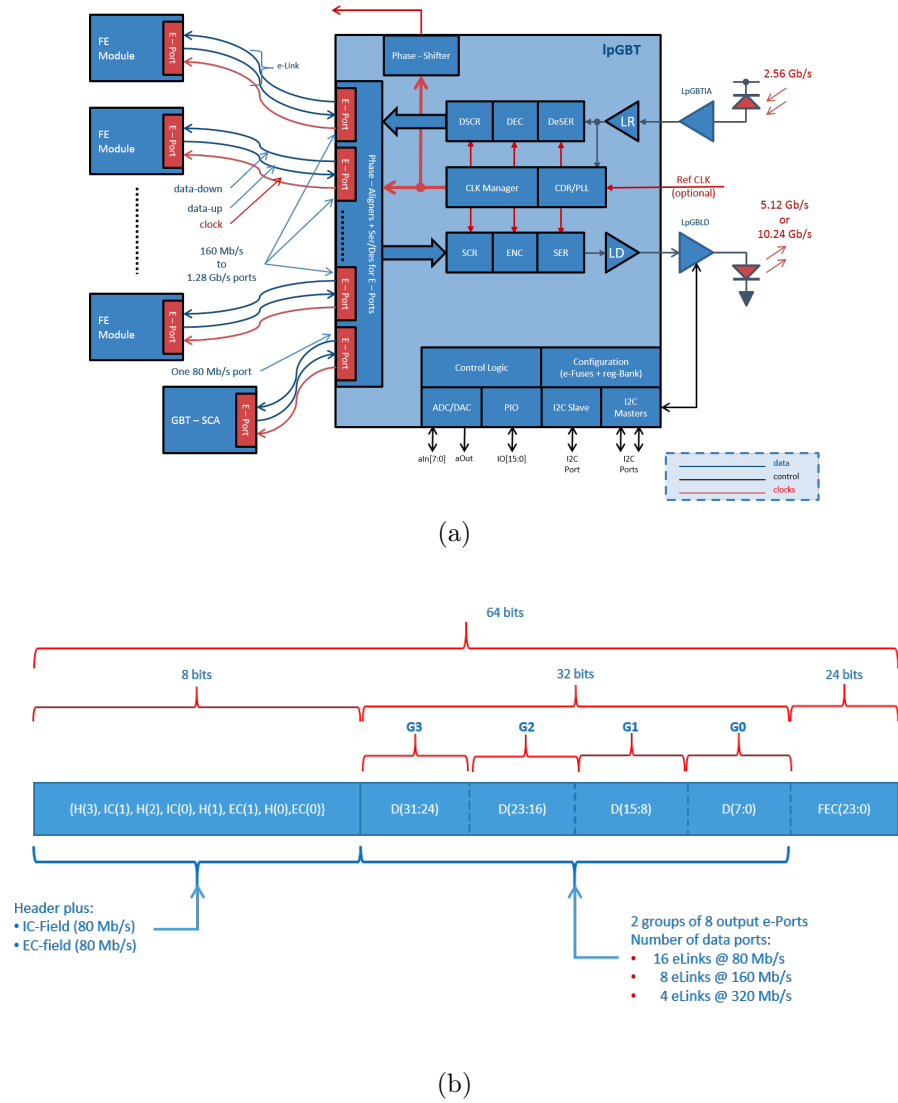 FE
Module
E – Port
e-Link
Phase - Shifter
lpGBT
2.56 Gb/s
LpGBTIA
FE
Module
E – Port
E – Port
DSCR
DEC
DeSER
LR
data-down
data-up
clock
E – Port
Phase – Aligners + Ser/Des for E – Ports
CLK Manager
CDR/PLL
Ref CLK
(optional)
5.12 Gb/s
or
10.24 Gb/s
LpGBLD
160 Mb/s
to
1.28 Gb/s ports
SCR
ENC
SER
LD
FE
Module
E – Port
E – Port
One 80 Mb/s port
E – Port
GBT – SCA
E – Port
Control Logic
Configuration
(e-Fuses + reg-Bank)
ADC/DAC
PIO
I2C Slave
I2C
Masters
aIn[7:0]
aOut
IO[15:0]
I2C
Port
I2C
Ports
data
control
clocks
(a)
64 bits
8 bits
32 bits
24 bits
G3
G2
G1
G0
{H(3), IC(1), H(2), IC(0), H(1), EC(1), H(0),EC(0)}
D(31:24)
D(23:16)
D(15:8)
D(7:0)
FEC(23:0)
Header plus:
• IC-Field (80 Mb/s)
• EC-field (80 Mb/s)
2 groups of 8 output e-Ports
Number of data ports:
• 16 eLinks @ 80 Mb/s
• 8 eLinks @ 160 Mb/s
• 4 eLinks @ 320 Mb/s
(b)